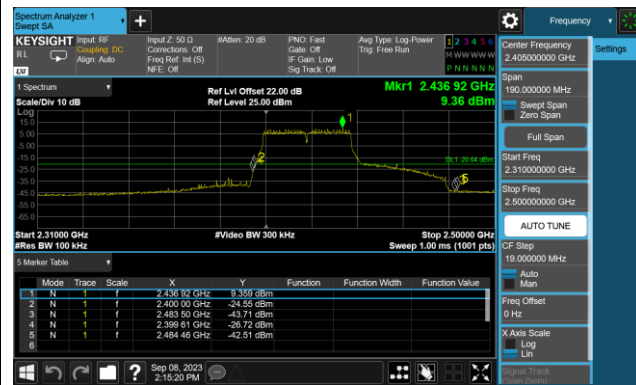 Spectrum Analyzer 1
Swept SA
Frequency
KEYSIGHT
RL
LXI
Input: RF
Coupling: DC
Align: Auto
Input Z: 50 Ω
Corrections: Off
Freq Ref: Int (S)
NFE: Off
#Atten: 20 dB
PNO: Fast
Gate: Off
IF Gain: Low
Sig Track: Off
Avg Type: Log-Power
Trig: Free Run
1 2 3 4 5 6
M W W W W W
P N N N N N
Center Frequency
2.405000000 GHz
Settings
Span
190.000000 MHz
Swept Span
Zero Span
Full Span
Start Freq
2.310000000 GHz
Stop Freq
2.500000000 GHz
AUTO TUNE
CF Step
19.000000 MHz
Auto
Man
Freq Offset
0 Hz
X Axis Scale
Log
Lin
Signal Track
(Span Zoom)
1 Spectrum
Scale/Div 10 dB
Ref Lvl Offset 22.00 dB
Ref Level 25.00 dBm
Mkr1 2.436 92 GHz
9.36 dBm
Log
15.0
5.00
-5.00
-15.0
-25.0
-35.0
-45.0
-55.0
-65.0
1
2
5
DL1 -20.64 dBm
Start 2.31000 GHz
#Res BW 100 kHz
#Video BW 300 kHz
Stop 2.50000 GHz
Sweep 1.00 ms (1001 pts)
5 Marker Table
Mode Trace Scale X Y Function Function Width Function Value
1 N 1 f 2.436 92 GHz 9.359 dBm
2 N 1 f 2.400 00 GHz -24.55 dBm
3 N 1 f 2.483 50 GHz -43.71 dBm
4 N 1 f 2.399 61 GHz -26.72 dBm
5 N 1 f 2.484 46 GHz -42.51 dBm
6
Sep 08, 2023
2:15:20 PM